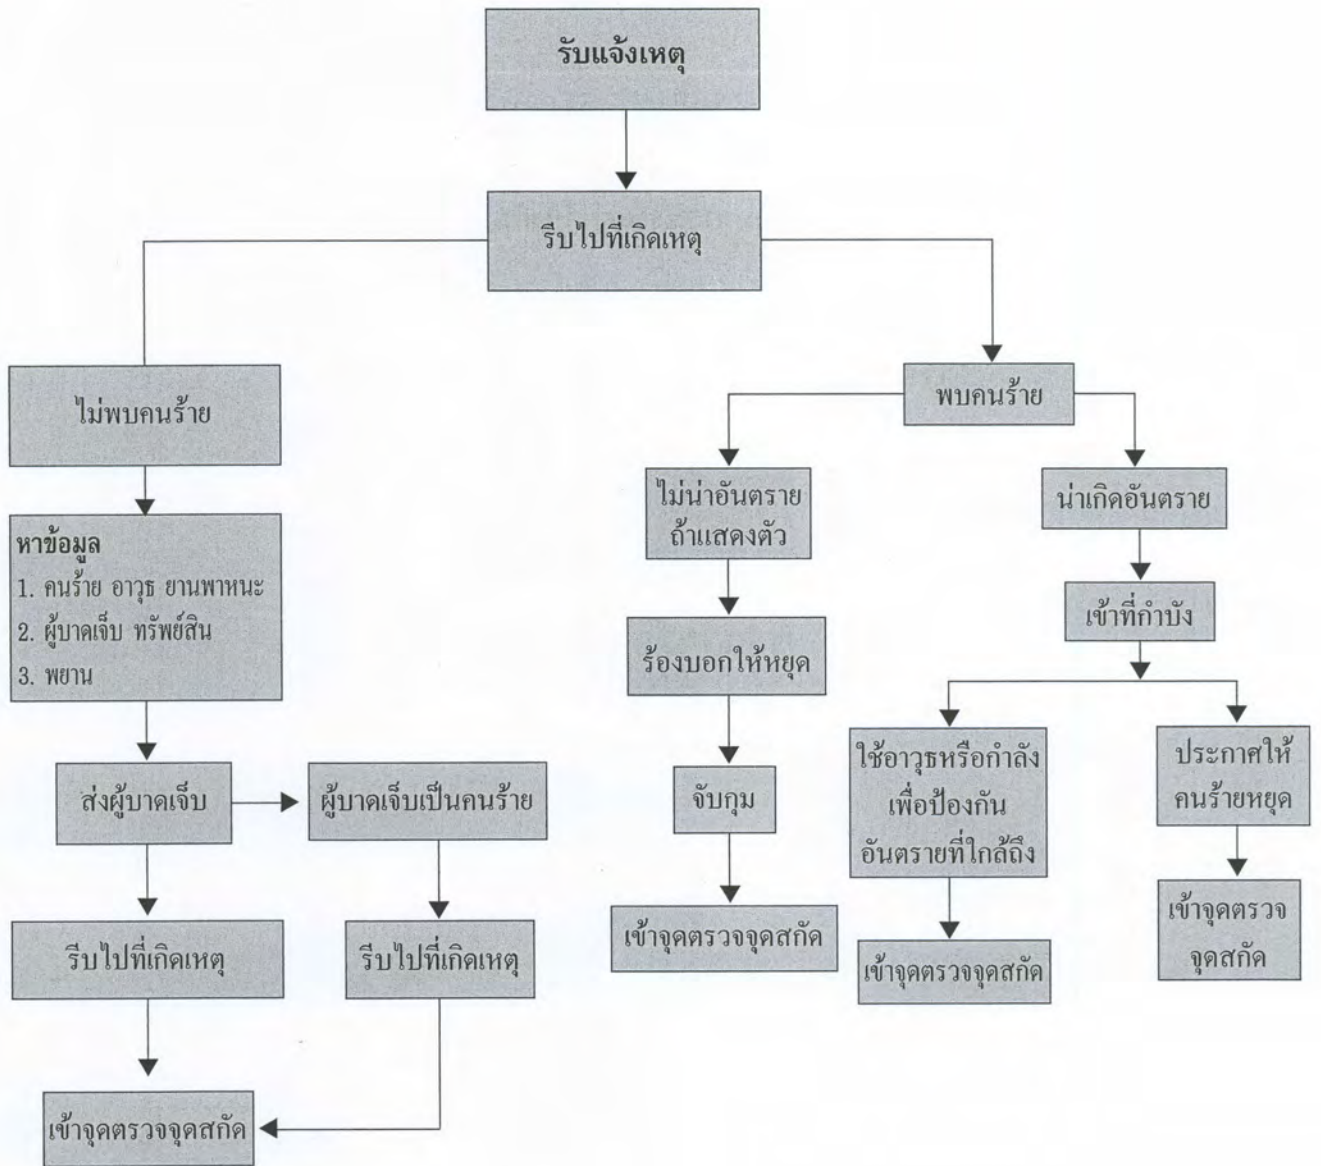 รับแจ้งเหตุ
รีบไปที่เกิดเหตุ
ไม่พบคนร้าย
หาข้อมูล
1. คนร้าย อาวุธ ยานพาหนะ
2. ผู้บาดเจ็บ ทรัพย์สิน
3. พยาน
ส่งผู้บาดเจ็บ
ผู้บาดเจ็บเป็นคนร้าย
รีบไปที่เกิดเหตุ
รีบไปที่เกิดเหตุ
เข้าจุดตรวจจุดสกัด
พบคนร้าย
ไม่น่าอันตราย
ถ้าแสดงตัว
ร้องบอกให้หยุด
จับกุม
เข้าจุดตรวจจุดสกัด
น่าเกิดอันตราย
เข้าที่กำบัง
ใช้อาวุธหรือกำลัง
เพื่อป้องกัน
อันตรายที่ใกล้ถึง
เข้าจุดตรวจจุดสกัด
ประกาศให้
คนร้ายหยุด
เข้าจุดตรวจ
จุดสกัด